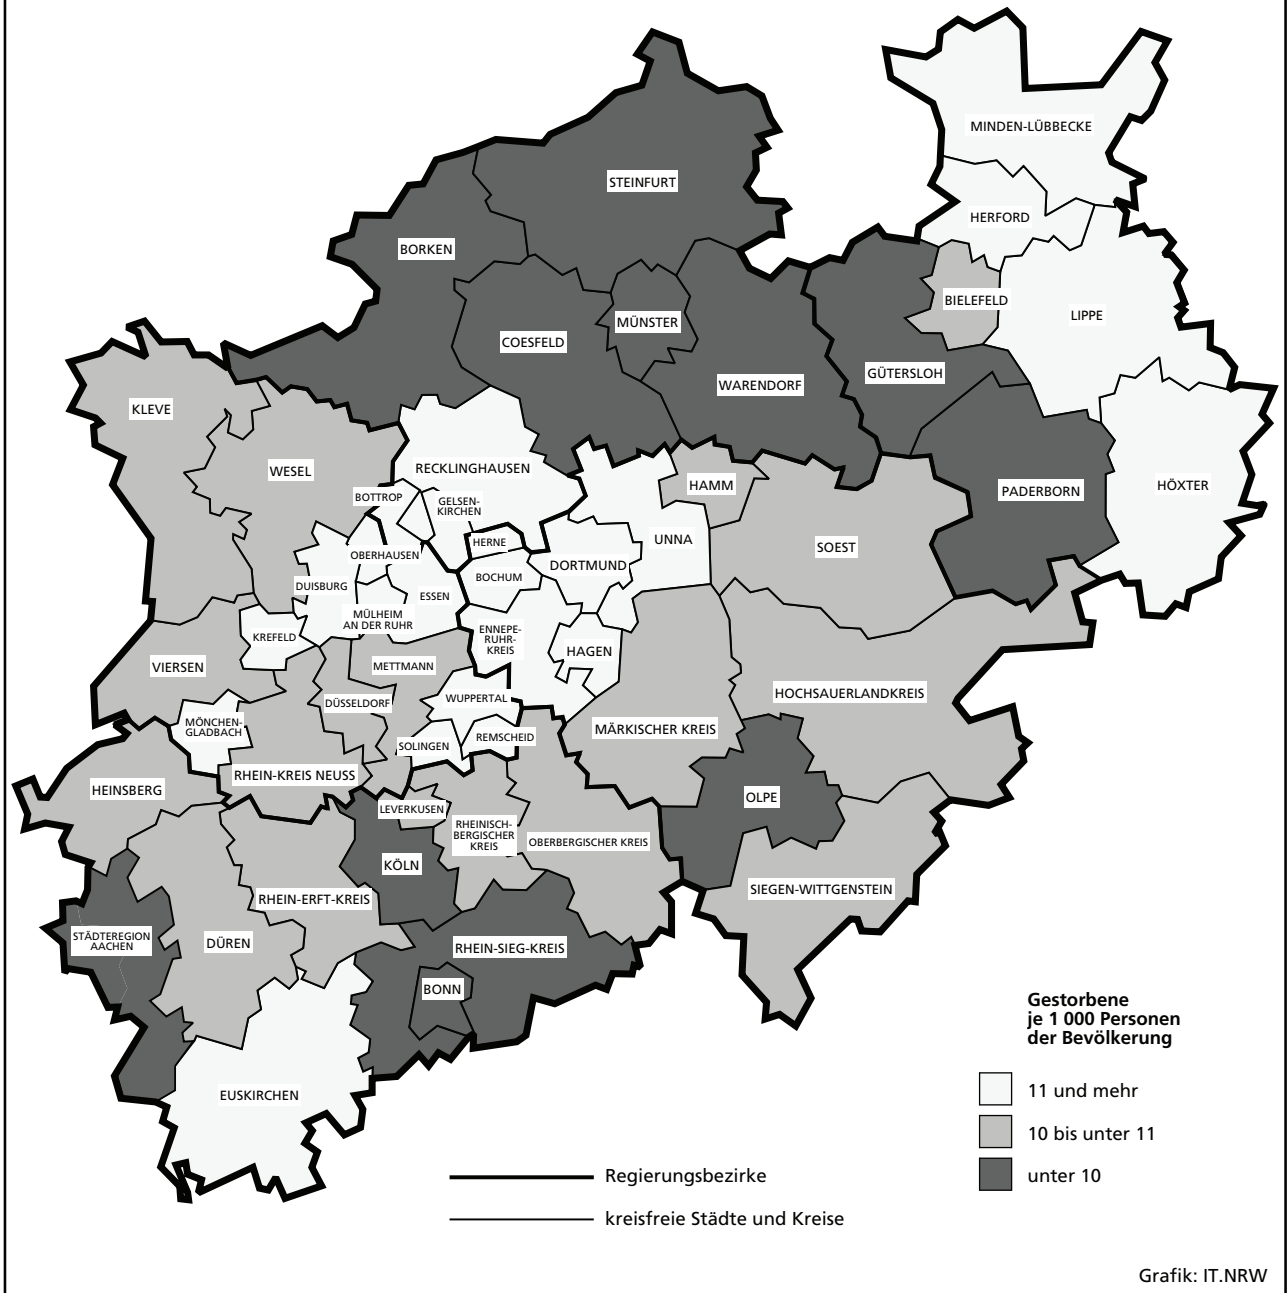 MINDEN-LÜBBECKE
STEINFURT
HERFORD
BORKEN
BIELEFELD
LIPPE
MÜNSTER
COESFELD
GÜTERSLOH
WARENDORF
KLEVE
RECKLINGHAUSEN
WESEL
HAMM
HÖXTER
PADERBORN
BOTTROP
GELSEN-
KIRCHEN
UNNA
HERNE
SOEST
OBERHAUSEN
DORTMUND
BOCHUM
DUISBURG
ESSEN
MÜLHEIM
AN DER RUHR
KREFELD
ENNEPE-
RUHR-
KREIS
HAGEN
VIERSEN
METTMANN
HOCHSAUERLANDKREIS
WUPPERTAL
DÜSSELDORF
MÖNCHEN-
GLADBACH
MÄRKISCHER KREIS
REMSCHEID
SOLINGEN
RHEIN-KREIS NEUSS
HEINSBERG
OLPE
LEVERKUSEN
RHEINISCH-
BERGISCHER
KREIS
OBERBERGISCHER KREIS
KÖLN
SIEGEN-WITTGENSTEIN
RHEIN-ERFT-KREIS
STÄDTEREGION
AACHEN
DÜREN
RHEIN-SIEG-KREIS
BONN
EUSKIRCHEN
Gestorbene
je 1 000 Personen
der Bevölkerung
11 und mehr
10 bis unter 11
unter 10
Regierungsbezirke
kreisfreie Städte und Kreise
Grafik: IT.NRW